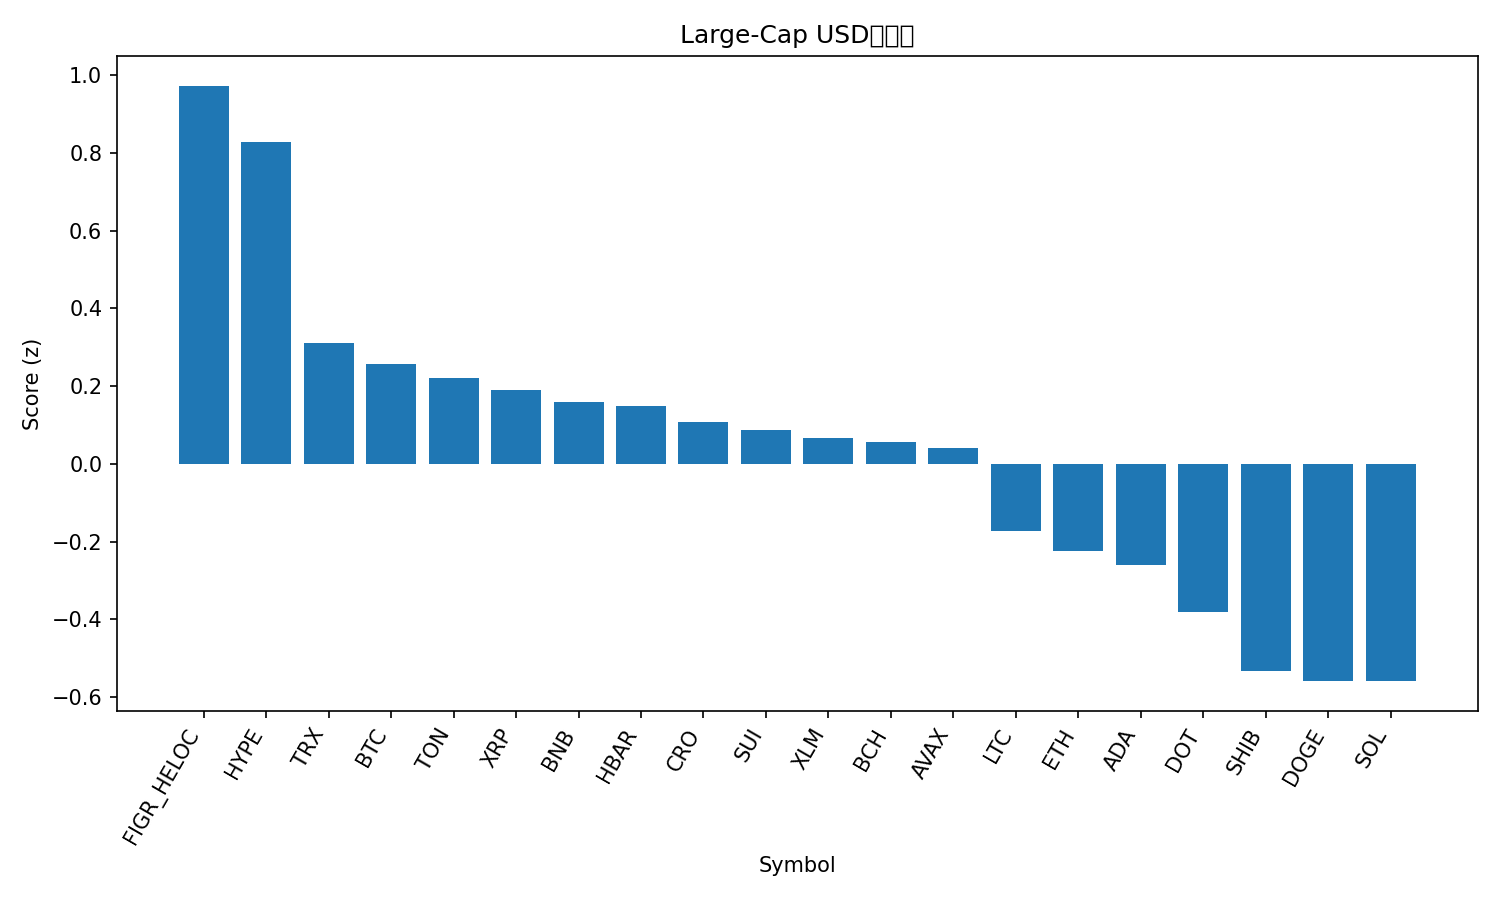 Large-Cap USD
Score (z)
1.0
0.8
0.6
0.4
0.2
0.0
−0.2
−0.4
−0.6
FIGR_HELOC
HYPE
TRX
BTC
TON
XRP
BNB
HBAR
CRO
SUI
XLM
BCH
AVAX
LTC
ETH
ADA
DOT
SHIB
DOGE
SOL
Symbol